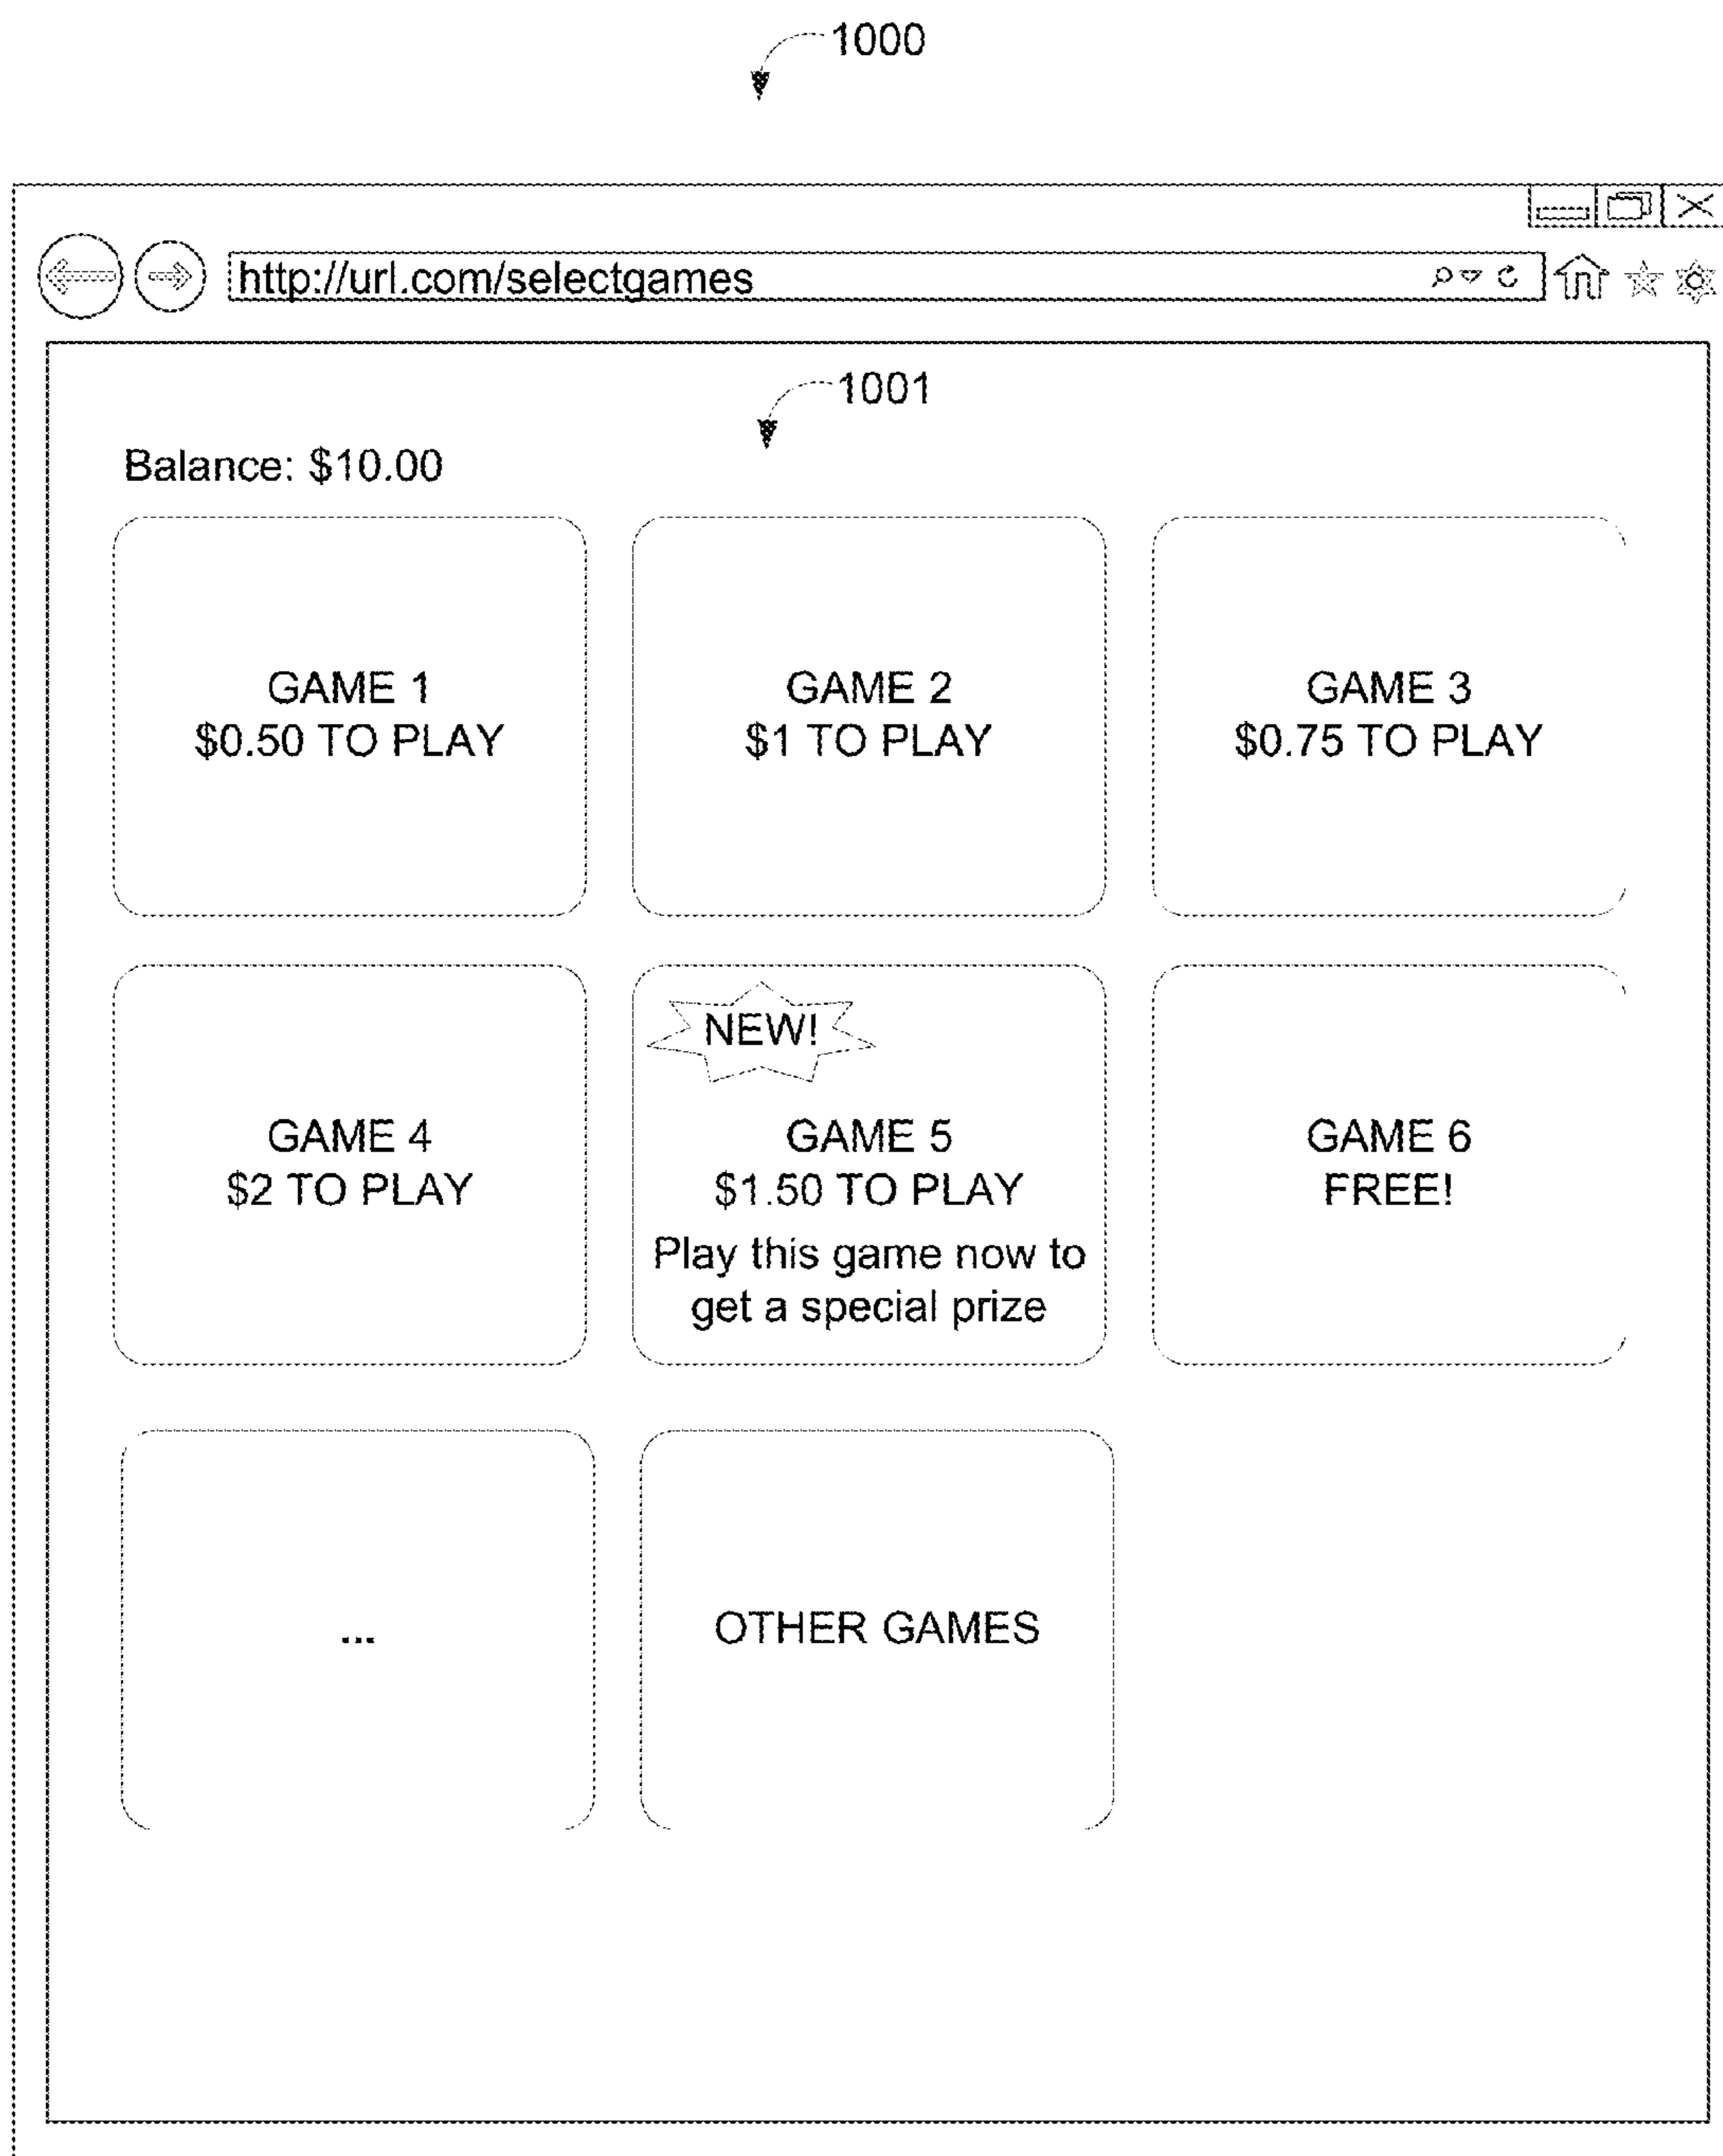 1000
http://url.com/selectgames
1001
Balance: $10.00
GAME 1
$0.50 TO PLAY
GAME 2
$1 TO PLAY
GAME 3
$0.75 TO PLAY
GAME 4
$2 TO PLAY
NEW!
GAME 5
$1.50 TO PLAY
Play this game now to
get a special prize
GAME 6
FREE!
...
OTHER GAMES